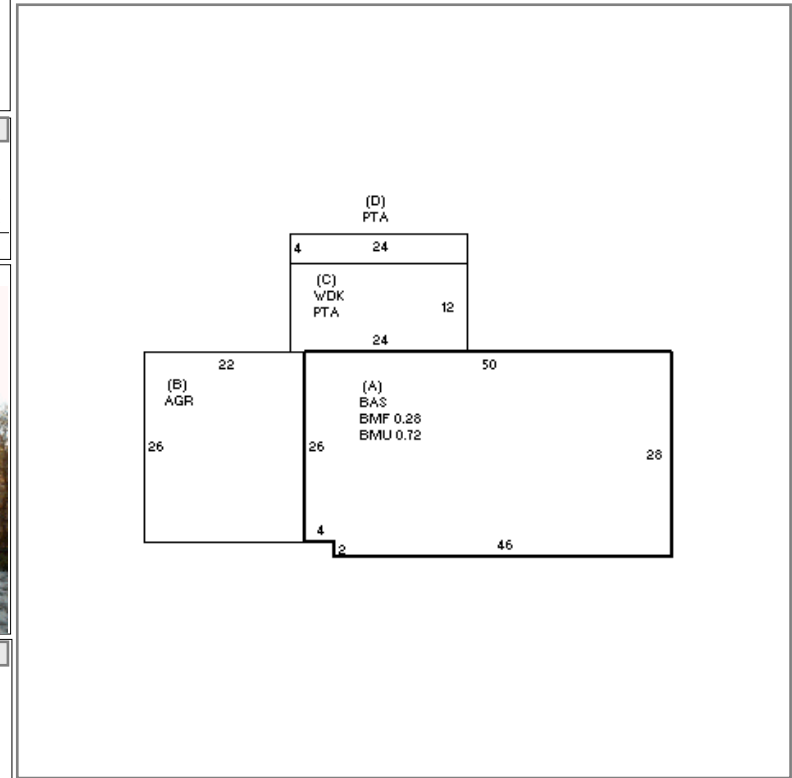 (D)
PTA
4 24
(C)
WDK
PTA
12
24
22 50
(B)
AGR
(A)
BAS
BMF 0.28
BMU 0.72
26 26 28
4
2 46